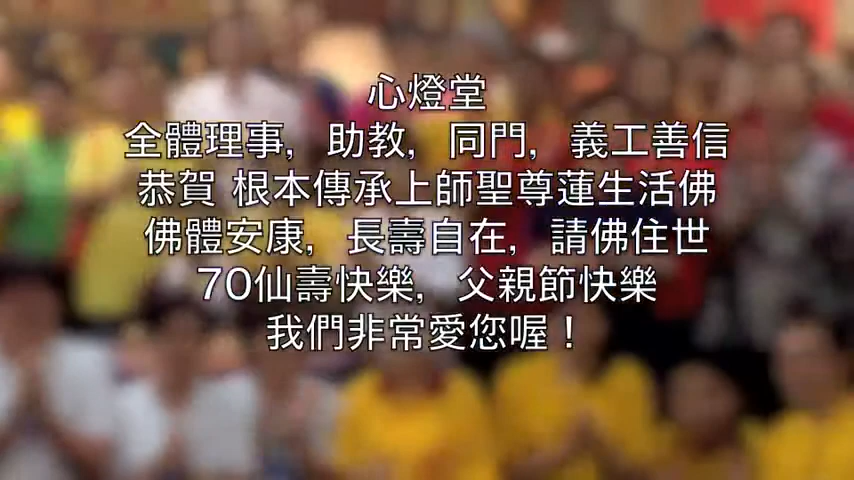 心燈堂
全體理事，助教，同門，義工善信
恭賀 根本傳承上師聖尊蓮生活佛
佛體安康，長壽自在，請佛住世
70仙壽快樂，父親節快樂
我們非常愛您喔！